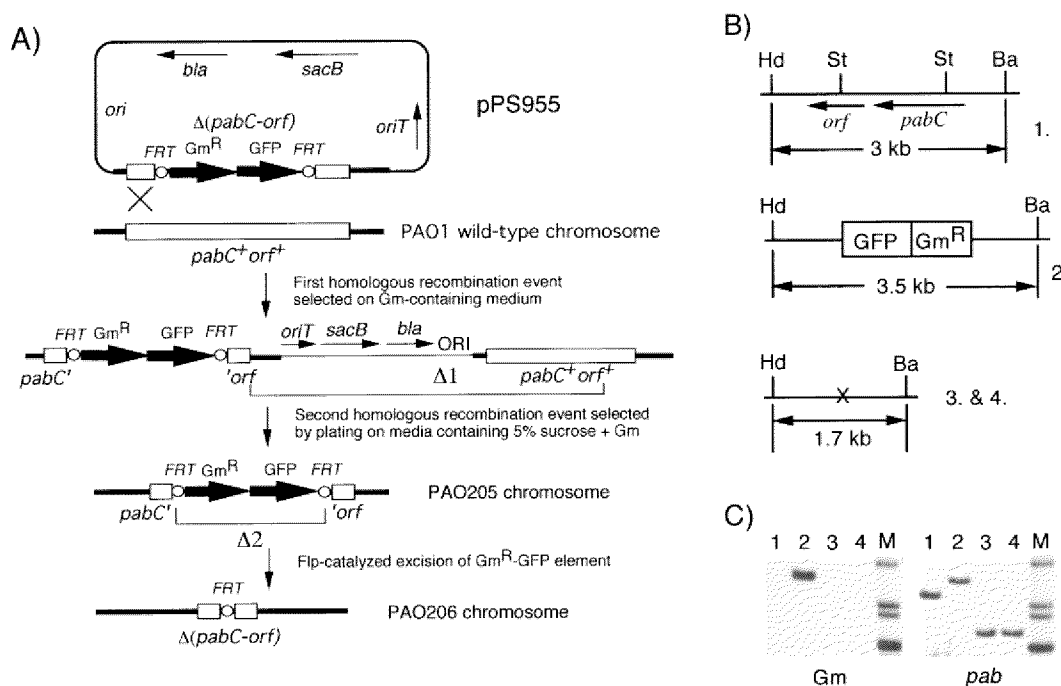 A)
bla
sacB
pPS955
ori
Δ(pabC-orf)
oriT
FRT GmR GFP FRT
PAO1 wild-type chromosome
pabC+orf+
First homologous recombination event
selected on Gm-containing medium
FRT GmR GFP FRT oriT sacB bla ORI
pabC' 'orf Δ1 pabC+orf+
Second homologous recombination event selected
by plating on media containing 5% sucrose + Gm
FRT GmR GFP FRT
PAO205 chromosome
pabC' 'orf
Δ2
Flp-catalyzed excision of GmR-GFP element
FRT
PAO206 chromosome
Δ(pabC-orf)
B)
Hd St St Ba
orf pabC
1.
3 kb
Hd Ba
GFP GmR
2
3.5 kb
Hd Ba
X
3. & 4.
1.7 kb
C)
1 2 3 4 M 1 2 3 4 M
Gm pab